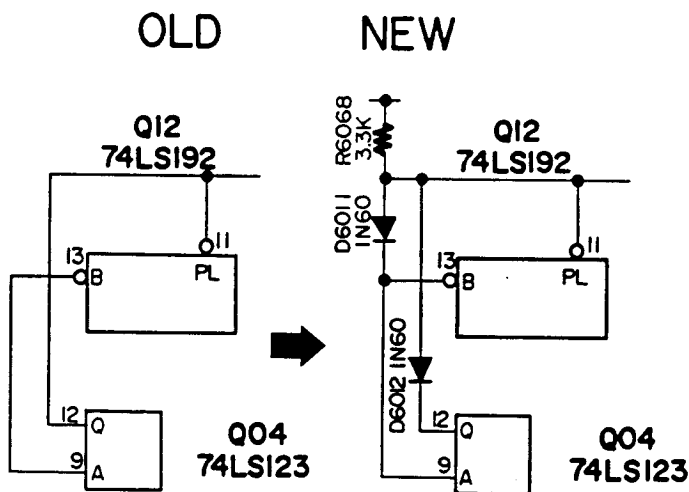 OLD
NEW
Q12
74LS192
11
13
B
PL
12
Q
9
A
Q04
74LS123
R6068
3.3K
Q12
74LS192
D6011
1N60
11
13
B
PL
D6012 1N60
12
Q
9
A
Q04
74LS123